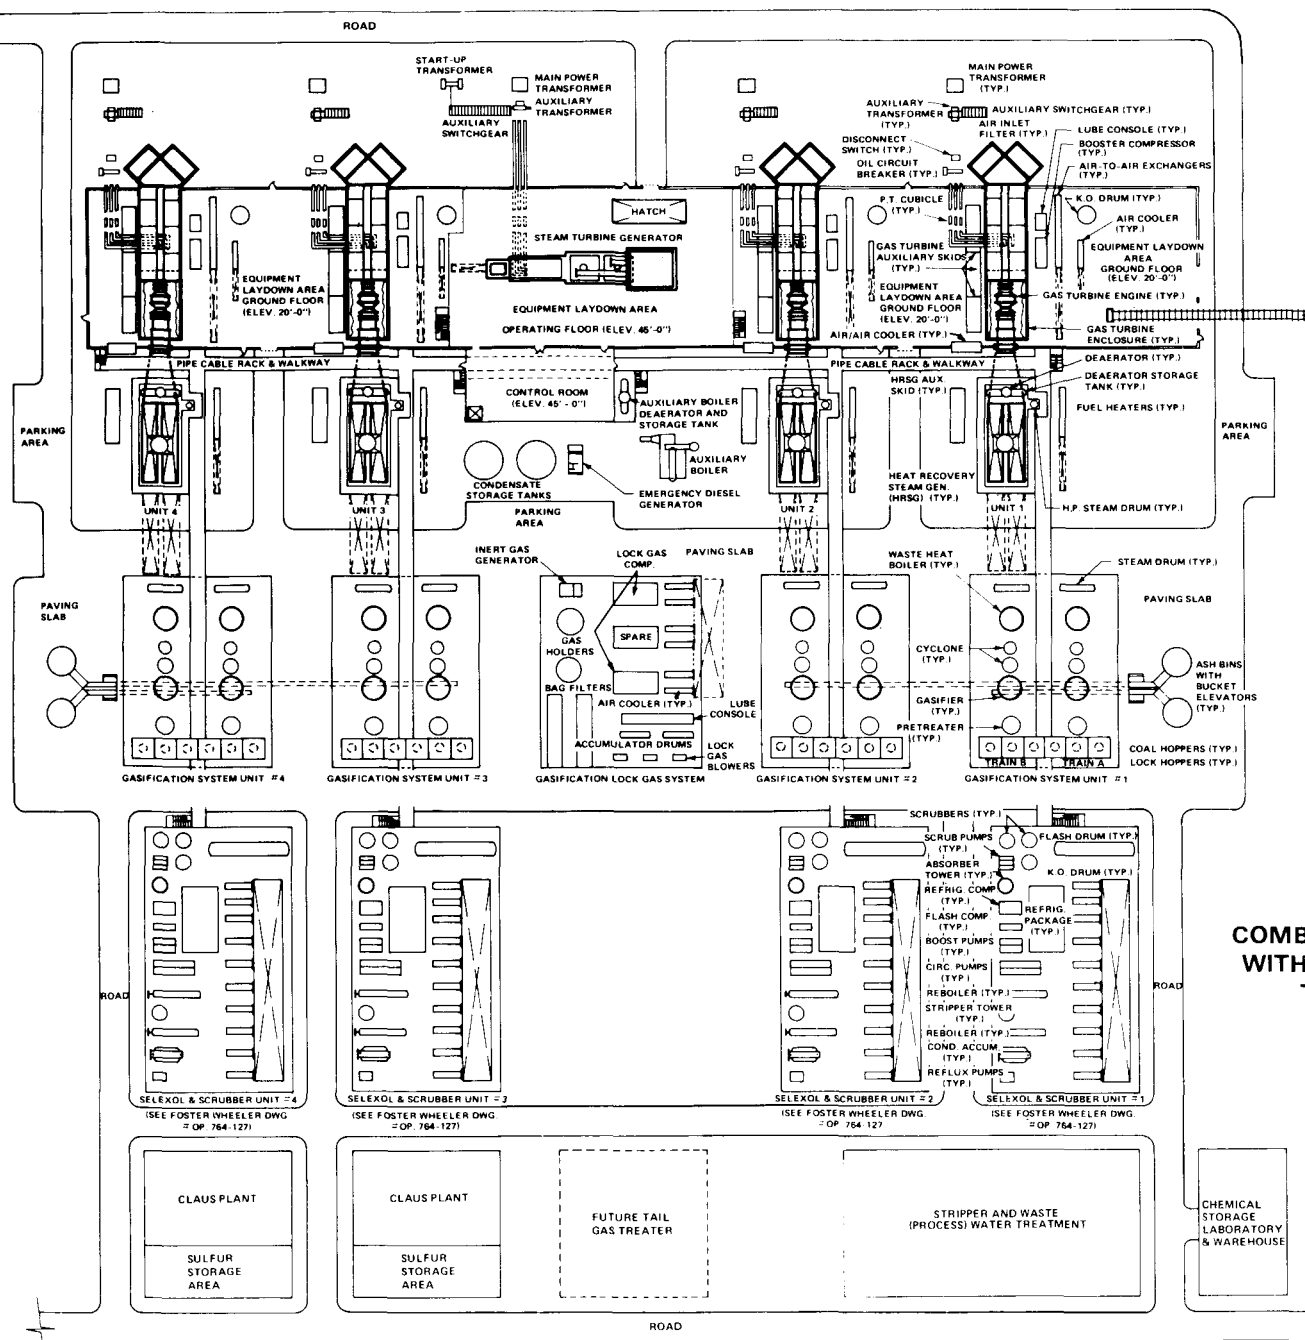 ROAD
START-UP
TRANSFORMER
MAIN POWER
TRANSFORMER
AUXILIARY
TRANSFORMER
AUXILIARY
SWITCHGEAR
MAIN POWER
TRANSFORMER
(TYP.)
AUXILIARY
TRANSFORMER
(TYP.)
AUXILIARY SWITCHGEAR (TYP.)
AIR INLET
FILTER (TYP.)
LUBE CONSOLE (TYP.)
BOOSTER COMPRESSOR
(TYP.)
DISCONNECT
SWITCH (TYP.)
OIL CIRCUIT
BREAKER (TYP.)
AIR-TO-AIR EXCHANGERS
(TYP.)
P.T. CUBICLE
(TYP.)
K.O. DRUM (TYP.)
HATCH
AIR COOLER
(TYP.)
STEAM TURBINE GENERATOR
GAS TURBINE
AUXILIARY SKIDS
(TYP.)
EQUIPMENT LAYDOWN
AREA
GROUND FLOOR
(ELEV. 20'-0")
EQUIPMENT
LAYDOWN AREA
GROUND FLOOR
(ELEV. 20'-0")
EQUIPMENT
LAYDOWN AREA
GROUND FLOOR
(ELEV. 20'-0")
GAS TURBINE ENGINE (TYP.)
EQUIPMENT LAYDOWN AREA
OPERATING FLOOR (ELEV. 45'-0")
AIR/AIR COOLER (TYP.)
GAS TURBINE
ENCLOSURE (TYP.)
PIPE CABLE RACK & WALKWAY
PIPE CABLE RACK & WALKWAY
DEAERATOR (TYP.)
HRSG AUX.
SKID (TYP.)
DEAERATOR STORAGE
TANK (TYP.)
CONTROL ROOM
(ELEV. 45' - 0")
AUXILIARY BOILER
DEAERATOR AND
STORAGE TANK
FUEL HEATERS (TYP.)
PARKING
AREA
PARKING
AREA
AUXILIARY
BOILER
CONDENSATE
STORAGE TANKS
HEAT RECOVERY
STEAM GEN.
(HRSG) (TYP.)
EMERGENCY DIESEL
GENERATOR
UNIT 4
UNIT 3
PARKING
AREA
UNIT 2
UNIT 1
H.P. STEAM DRUM (TYP.)
INERT GAS
GENERATOR
LOCK GAS
COMP.
PAVING SLAB
WASTE HEAT
BOILER (TYP.)
STEAM DRUM (TYP.)
PAVING
SLAB
PAVING SLAB
GAS
HOLDERS
SPARE
CYCLONE
(TYP.)
ASH BINS
WITH
BUCKET
ELEVATORS
(TYP.)
BAG FILTERS
AIR COOLER (TYP.)
LUBE
CONSOLE
GASIFIER
(TYP.)
PRETREATER
(TYP.)
ACCUMULATOR DRUMS
LOCK
GAS
BLOWERS
COAL HOPPERS (TYP.)
LOCK HOPPERS (TYP.)
TRAIN B
TRAIN A
GASIFICATION SYSTEM UNIT #4
GASIFICATION SYSTEM UNIT #3
GASIFICATION LOCK GAS SYSTEM
GASIFICATION SYSTEM UNIT #2
GASIFICATION SYSTEM UNIT #1
SCRUBBERS (TYP.)
SCRUB PUMPS
(TYP.)
FLASH DRUM (TYP.)
ABSORBER
TOWER (TYP.)
K.O. DRUM (TYP.)
REFRIG. COMP
(TYP.)
REFRIG.
PACKAGE
(TYP.)
FLASH COMP.
(TYP.)
BOOST PUMPS
(TYP.)
CIRC. PUMPS
(TYP.)
REBOILER (TYP.)
STRIPPER TOWER
(TYP.)
REBOILER (TYP.)
COND. ACCUM.
(TYP.)
REFLUX PUMPS
(TYP.)
ROAD
ROAD
COMB
WITH
SELEXOL & SCRUBBER UNIT #4
(SEE FOSTER WHEELER DWG.
#OP. 764-127)
SELEXOL & SCRUBBER UNIT #3
(SEE FOSTER WHEELER DWG.
#OP. 764-127)
SELEXOL & SCRUBBER UNIT #2
(SEE FOSTER WHEELER DWG.
#OP 764-127
SELEXOL & SCRUBBER UNIT #1
(SEE FOSTER WHEELER DWG.
#OP 764-127)
CLAUS PLANT
SULFUR
STORAGE
AREA
CLAUS PLANT
SULFUR
STORAGE
AREA
FUTURE TAIL
GAS TREATER
STRIPPER AND WASTE
(PROCESS) WATER TREATMENT
CHEMICAL
STORAGE
LABORATORY
& WAREHOUSE
ROAD